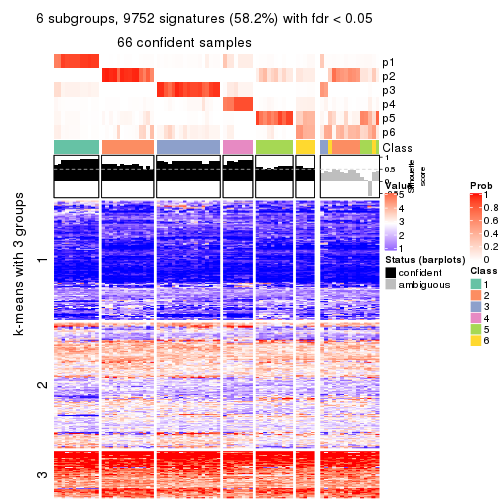 6 subgroups, 9752 signatures (58.2%) with fdr < 0.05
66 confident samples
p1
p2
p3
p4
p5
p6
Class
1
0.5
0
Silhouette
score
k-means with 3 groups
1
2
3
Value
5
4
3
2
1
Status (barplots)
confident
ambiguous
Prob
1
0.8
0.6
0.4
0.2
0
Class
1
2
3
4
5
6